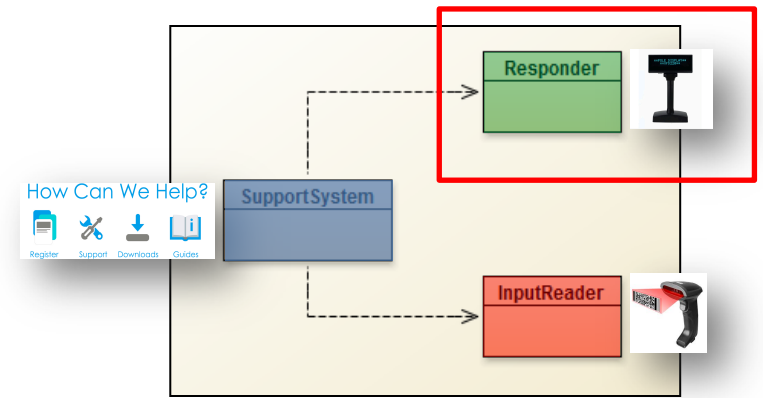 Responder
How Can We Help?
SupportSystem
Register Support Downloads Guides
InputReader